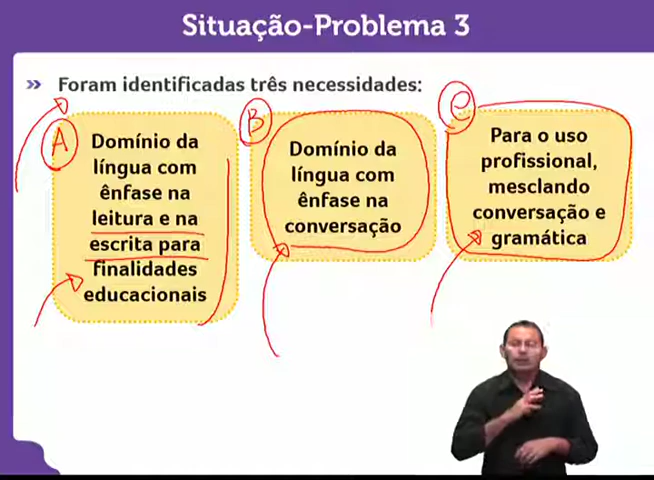 Situação-Problema 3
» Foram identificadas três necessidades:
A
Domínio da
língua com
ênfase na
leitura e na
escrita para
finalidades
educacionais
B
Domínio da
língua com
ênfase na
conversação
C
Para o uso
profissional,
mesclando
conversação e
gramática